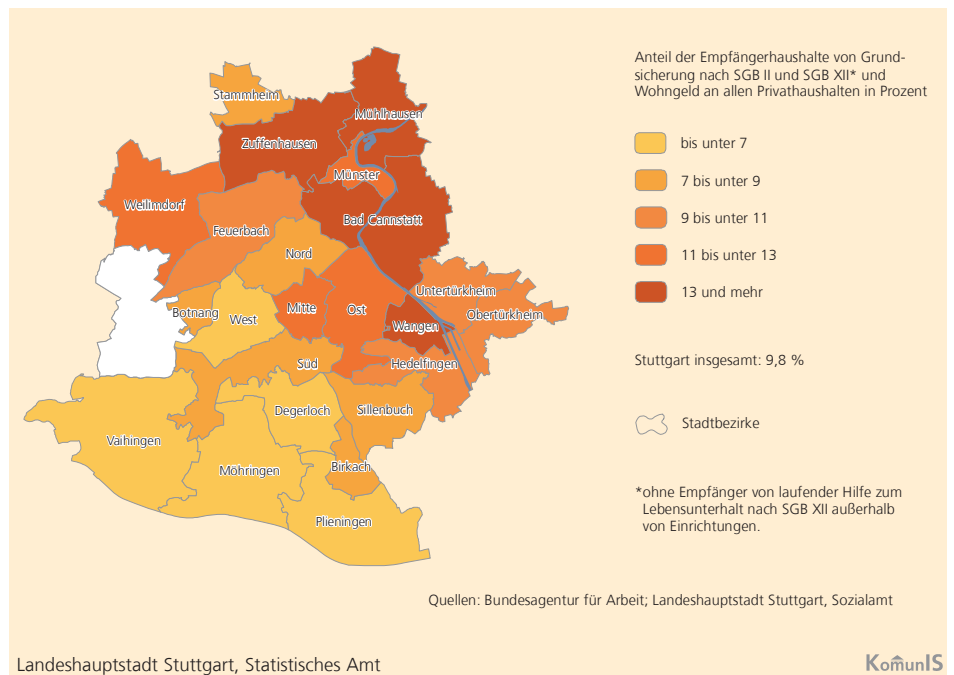 Anteil der Empfängerhaushalte von Grund-
sicherung nach SGB II und SGB XII* und
Wohngeld an allen Privathaushalten in Prozent
bis unter 7
7 bis unter 9
9 bis unter 11
11 bis unter 13
13 und mehr
Stuttgart insgesamt: 9,8 %
Stadtbezirke
*ohne Empfänger von laufender Hilfe zum
Lebensunterhalt nach SGB XII außerhalb
von Einrichtungen.
Stammheim
Mühlhausen
Zuffenhausen
Münster
Weilimdorf
Bad Cannstatt
Feuerbach
Nord
Untertürkheim
Botnang
West
Mitte
Ost
Obertürkheim
Wangen
Süd
Hedelfingen
Degerloch
Sillenbuch
Vaihingen
Möhringen
Birkach
Plieningen
Quellen: Bundesagentur für Arbeit; Landeshauptstadt Stuttgart, Sozialamt
Landeshauptstadt Stuttgart, Statistisches Amt
KomunIS